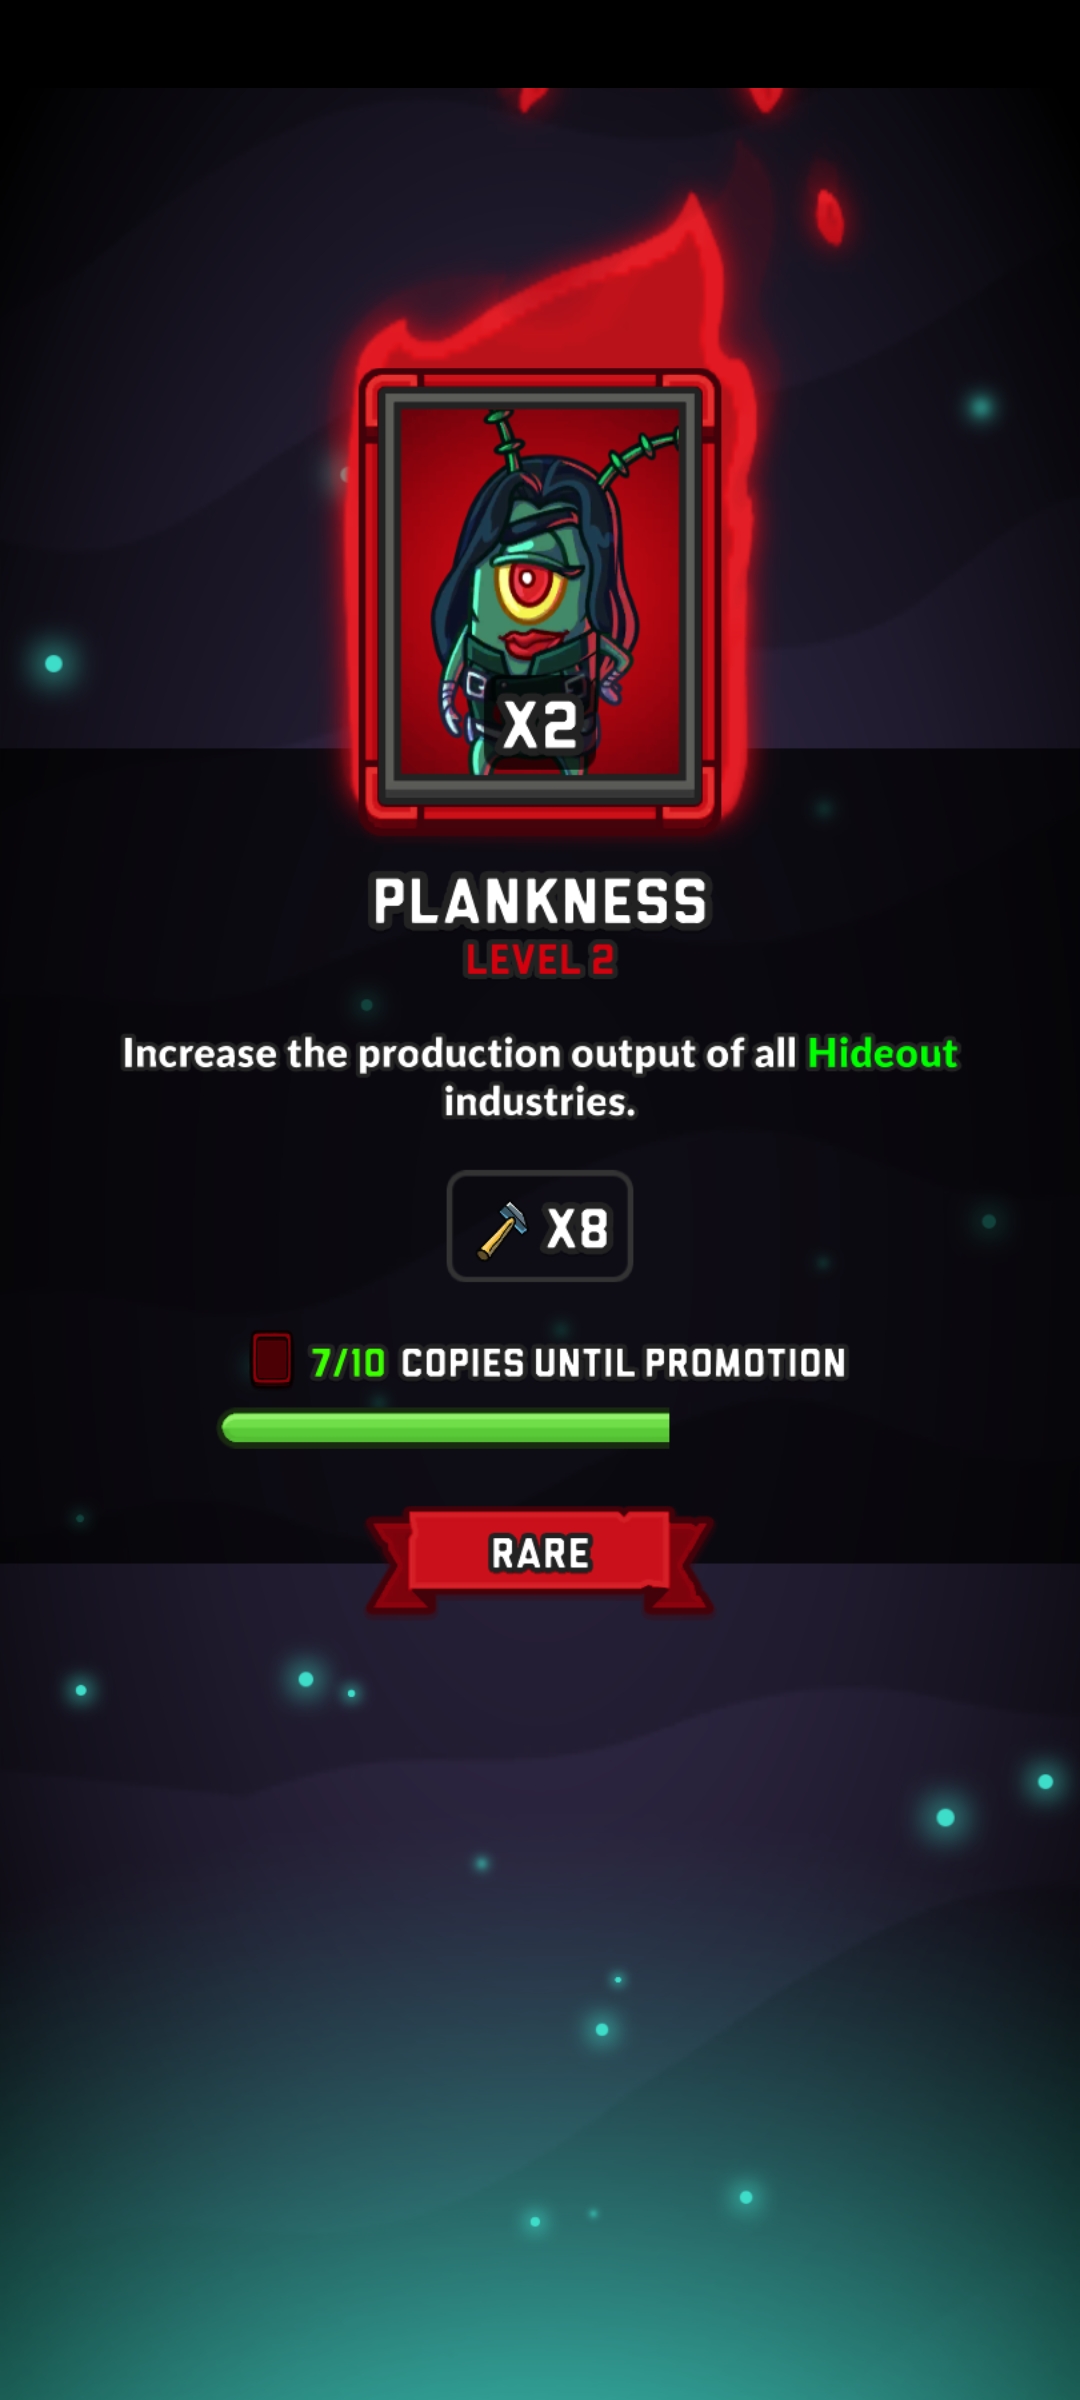 X2
PLANKNESS
LEVEL 2
Increase the production output of all Hideout
industries.
X8
7/10 COPIES UNTIL PROMOTION
RARE